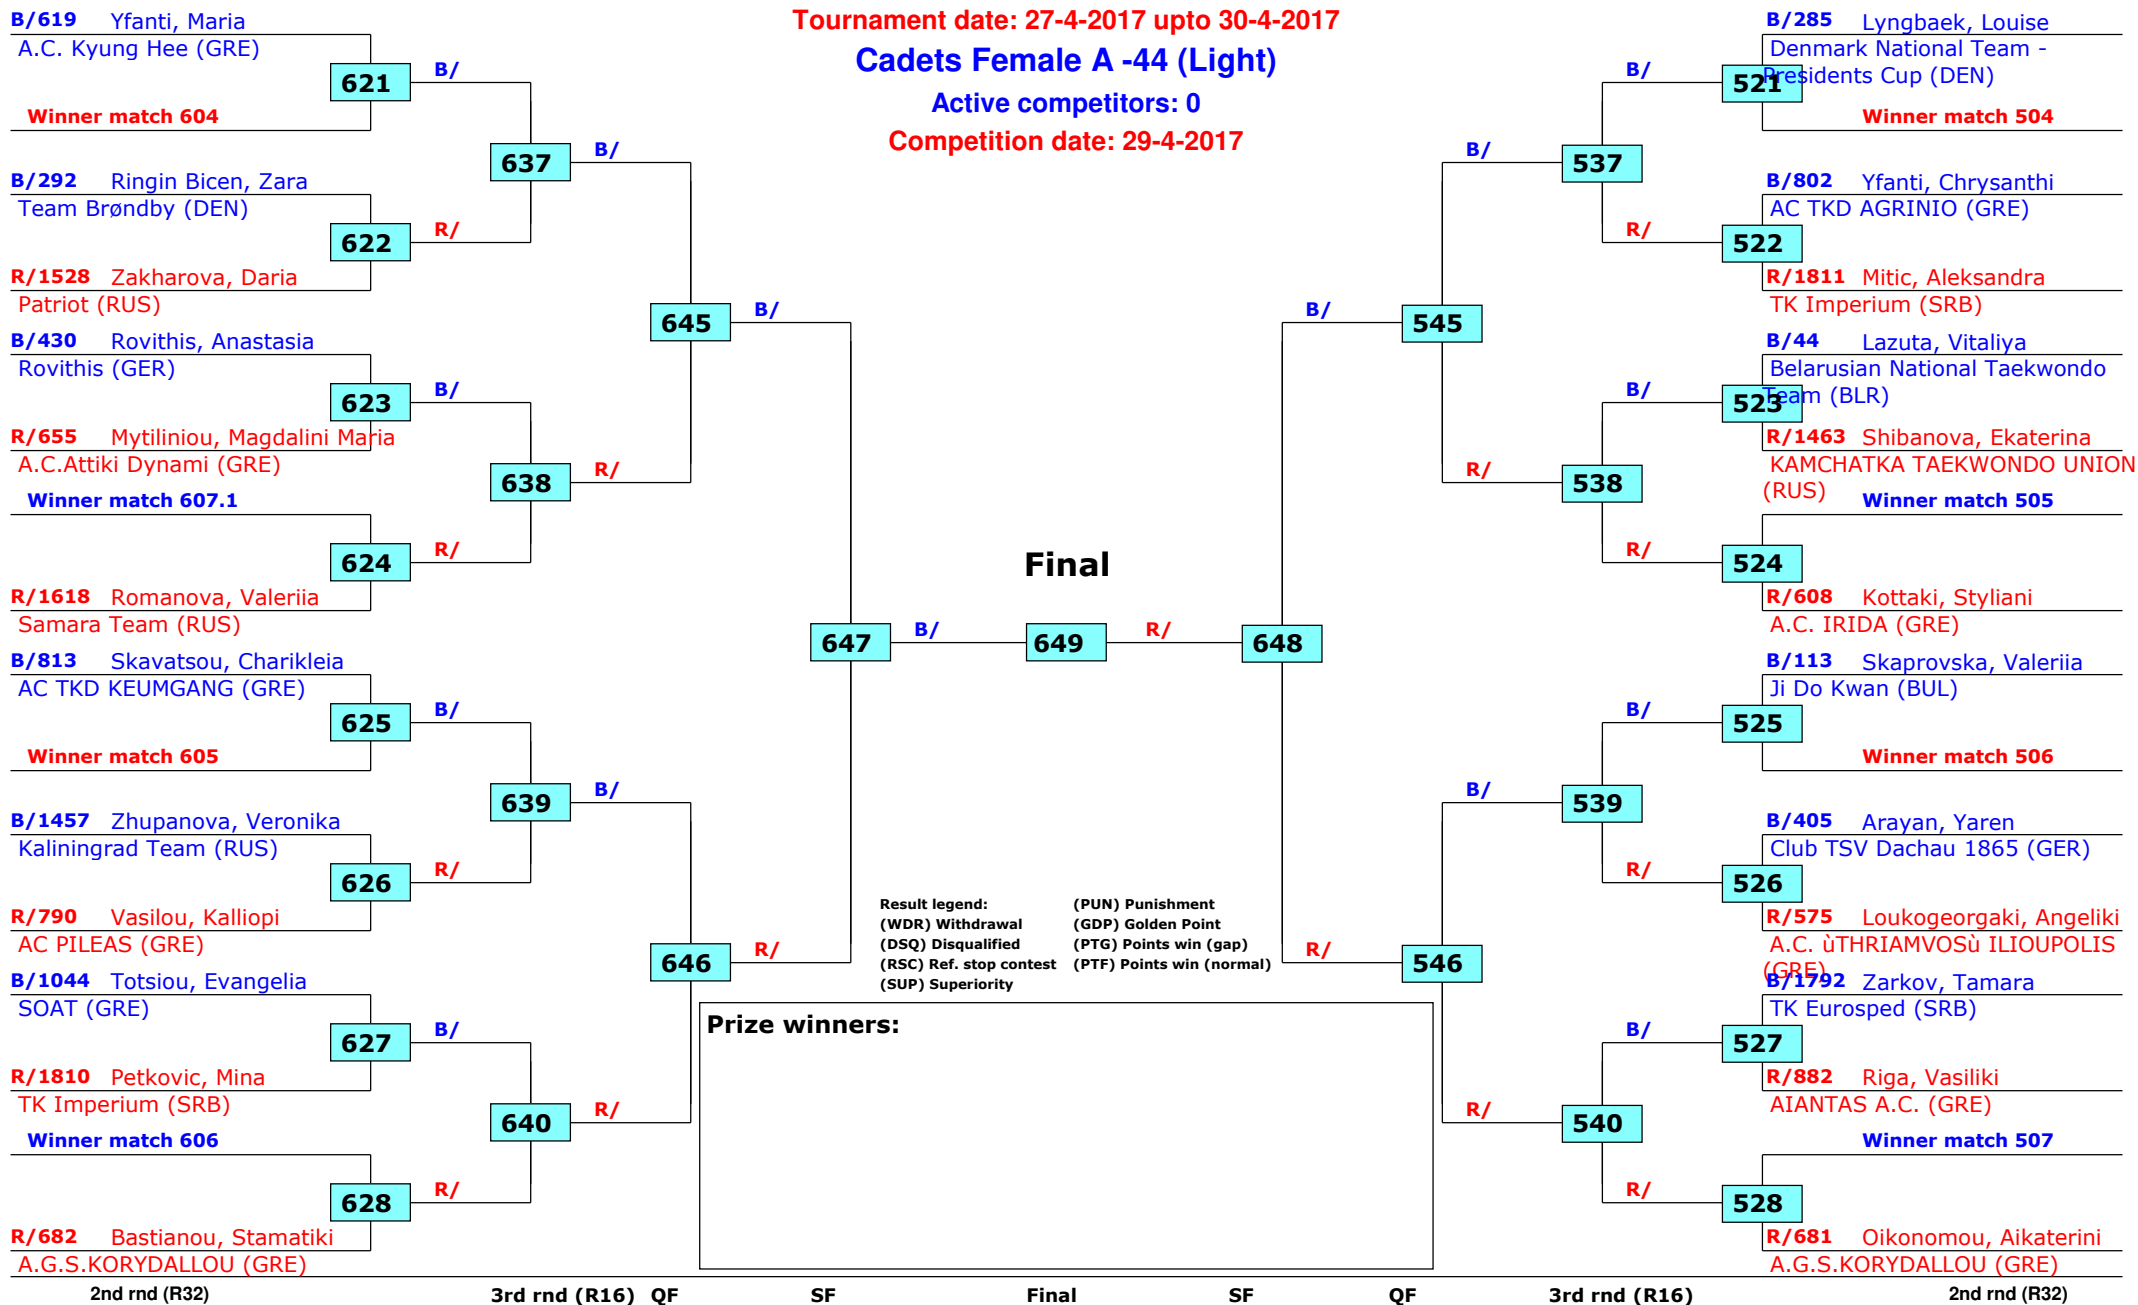 Tournament date: 27-4-2017 upto 30-4-2017
Cadets Female A -44 (Light)
Active competitors: 0
Competition date: 29-4-2017
B/619 Yfanti, Maria
A.C. Kyung Hee (GRE)
621
B/
Winner match 604
637
B/
B/292 Ringin Bicen, Zara
Team Brøndby (DEN)
622
R/
R/1528 Zakharova, Daria
Patriot (RUS)
645
B/
B/430 Rovithis, Anastasia
Rovithis (GER)
623
B/
R/655 Mytiliniou, Magdalini Maria
A.C.Attiki Dynami (GRE)
638
R/
Winner match 607.1
624
R/
R/1618 Romanova, Valeriia
Samara Team (RUS)
647
B/
B/813 Skavatsou, Charikleia
AC TKD KEUMGANG (GRE)
625
B/
Winner match 605
639
B/
B/1457 Zhupanova, Veronika
Kaliningrad Team (RUS)
626
R/
R/790 Vasilou, Kalliopi
AC PILEAS (GRE)
646
R/
B/1044 Totsiou, Evangelia
SOAT (GRE)
627
B/
R/1810 Petkovic, Mina
TK Imperium (SRB)
640
R/
Winner match 606
628
R/
R/682 Bastianou, Stamatiki
A.G.S.KORYDALLOU (GRE)
Final
649
R/
648
B/285 Lyngbaek, Louise
Denmark National Team -
Presidents Cup (DEN)
B/
521
Winner match 504
B/
537
B/802 Yfanti, Chrysanthi
AC TKD AGRINIO (GRE)
R/
522
R/1811 Mitic, Aleksandra
TK Imperium (SRB)
B/
545
B/44 Lazuta, Vitaliya
Belarusian National Taekwondo
Team (BLR)
B/
523
R/1463 Shibanova, Ekaterina
KAMCHATKA TAEKWONDO UNION
(RUS)
R/
538
Winner match 505
R/
524
R/608 Kottaki, Styliani
A.C. IRIDA (GRE)
B/113 Skaprovska, Valeriia
Ji Do Kwan (BUL)
B/
525
Winner match 506
B/
539
B/405 Arayan, Yaren
Club TSV Dachau 1865 (GER)
R/
526
R/575 Loukogeorgaki, Angeliki
A.C. ùTHRIAMVOSù ILIOUPOLIS
(GRE)
R/
546
B/1792 Zarkov, Tamara
TK Eurosped (SRB)
B/
527
R/882 Riga, Vasiliki
AIANTAS A.C. (GRE)
R/
540
Winner match 507
R/
528
R/681 Oikonomou, Aikaterini
A.G.S.KORYDALLOU (GRE)
Result legend: (PUN) Punishment
(WDR) Withdrawal (GDP) Golden Point
(DSQ) Disqualified (PTG) Points win (gap)
(RSC) Ref. stop contest (PTF) Points win (normal)
(SUP) Superiority
Prize winners:
2nd rnd (R32) 3rd rnd (R16) QF SF Final SF QF 3rd rnd (R16) 2nd rnd (R32)